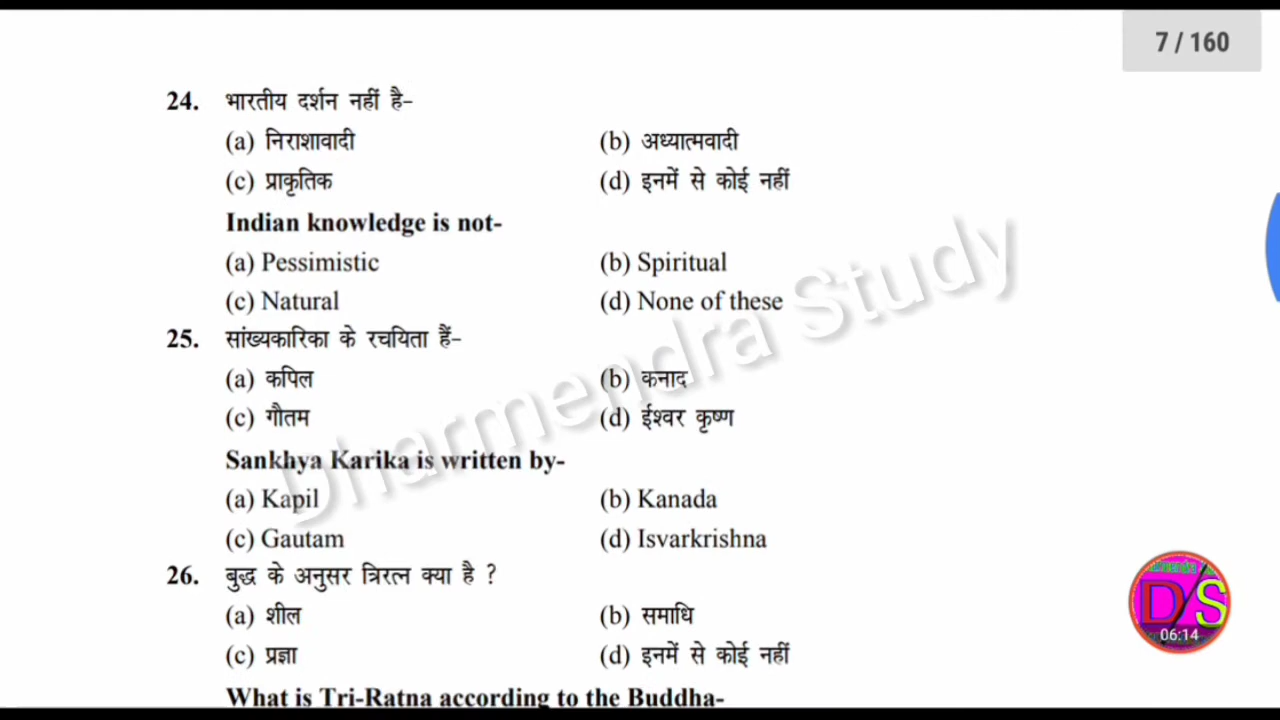 7 / 160
24. भारतीय दर्शन नहीं है-
(a) निराशावादी (b) अध्यात्मवादी
(c) प्राकृतिक (d) इनमें से कोई नहीं
Indian knowledge is not-
(a) Pessimistic (b) Spiritual
(c) Natural (d) None of these
25. सांख्यकारिका के रचयिता हैं-
(a) कपिल (b) कनाद
(c) गौतम (d) ईश्वर कृष्ण
Sankhya Karika is written by-
(a) Kapil (b) Kanada
(c) Gautam (d) Isvarkrishna
26. बुद्ध के अनुसर त्रिरत्न क्या है ?
(a) शील (b) समाधि
(c) प्रज्ञा (d) इनमें से कोई नहीं
What is Tri-Ratna according to the Buddha-
Dharmendra Study
D/S
06:14